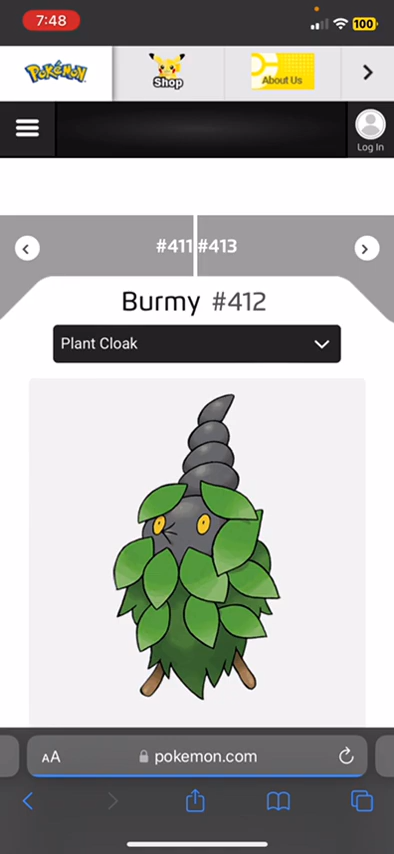 7:48
100
POKéMON
Shop
About Us
Log In
#411 #413
Burmy #412
Plant Cloak
AA
pokemon.com